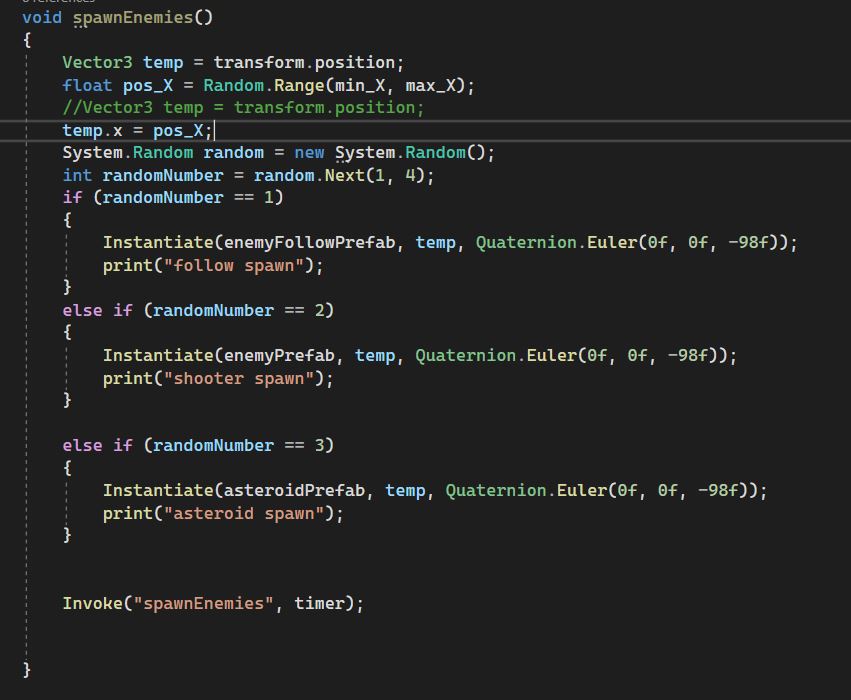 0 references
void spawnEnemies()
{
Vector3 temp = transform.position;
float pos_X = Random.Range(min_X, max_X);
//Vector3 temp = transform.position;
temp.x = pos_X;
System.Random random = new System.Random();
int randomNumber = random.Next(1, 4);
if (randomNumber == 1)
{
Instantiate(enemyFollowPrefab, temp, Quaternion.Euler(0f, 0f, -98f));
print("follow spawn");
}
else if (randomNumber == 2)
{
Instantiate(enemyPrefab, temp, Quaternion.Euler(0f, 0f, -98f));
print("shooter spawn");
}
else if (randomNumber == 3)
{
Instantiate(asteroidPrefab, temp, Quaternion.Euler(0f, 0f, -98f));
print("asteroid spawn");
}
Invoke("spawnEnemies", timer);
}